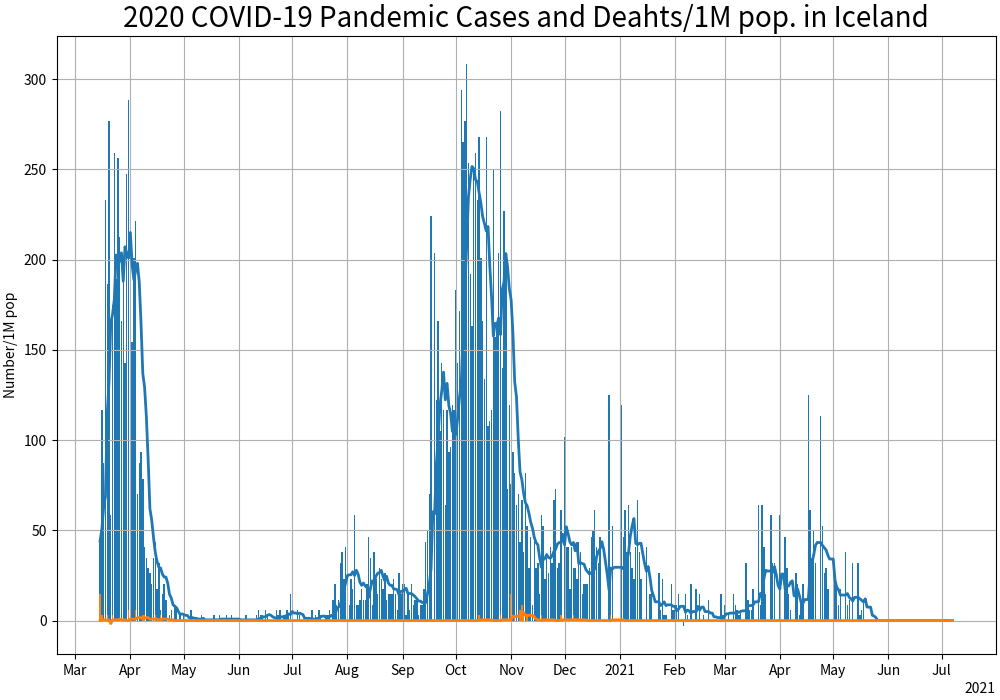 2020 COVID-19 Pandemic Cases and Deahts/1M pop. in Iceland
Number/1M pop
300
250
200
150
100
50
0
Mar Apr May Jun Jul Aug Sep Oct Nov Dec 2021 Feb Mar Apr May Jun Jul
2021